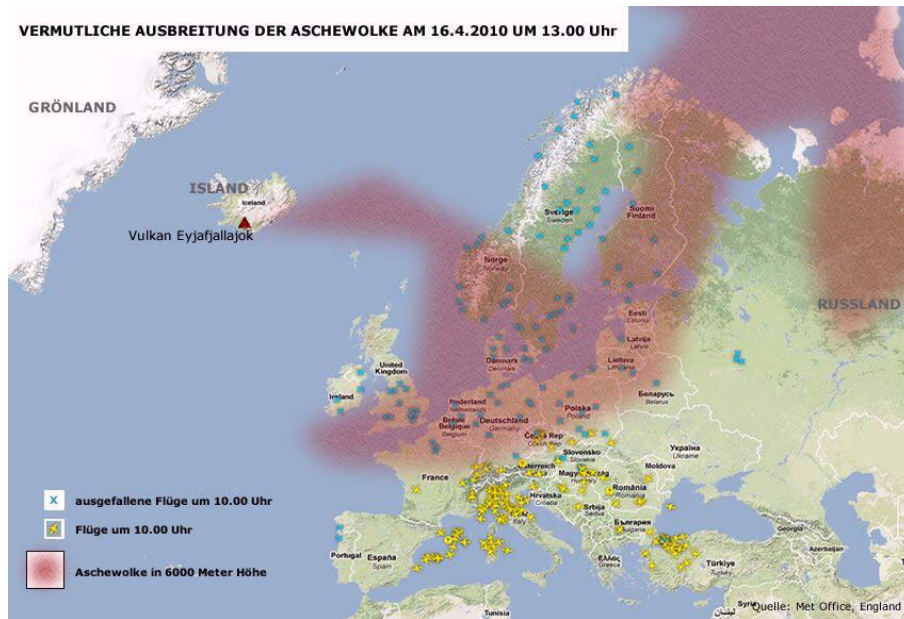 VERMUTLICHE AUSBREITUNG DER ASCHEWOLKE AM 16.4.2010 UM 13.00 Uhr
GRÖNLAND
ISLAND
Iceland
Vulkan Eyjafjallajok
Suomi
Finland
Sverige
Sweden
Norge
Norway
RUSSLAND
Eesti
Estonia
Latvija
Latvia
Lietuva
Lithuania
Danmark
Denmark
United
Kingdom
Ireland
Nederland
Netherlands
Беларусь
Belarus
Polska
Poland
België
Belgique
Belgium
Deutschland
Germany
Česká Rep
Czech Rep
Україна
Ukraine
Slovensko
Slovakia
Österreich
Magyarország
Hungary
Moldova
France
România
Romania
Hrvatska
Croatia
Srbija
Serbia
Italy
България
Bulgaria
Portugal
España
Spain
Ελλάς
Greece
Türkiye
Turkey
Georgia
Azerbaijan
Tunisia
X ausgefallene Flüge um 10.00 Uhr
Flüge um 10.00 Uhr
Aschewolke in 6000 Meter Höhe
Quelle: Met Office, England